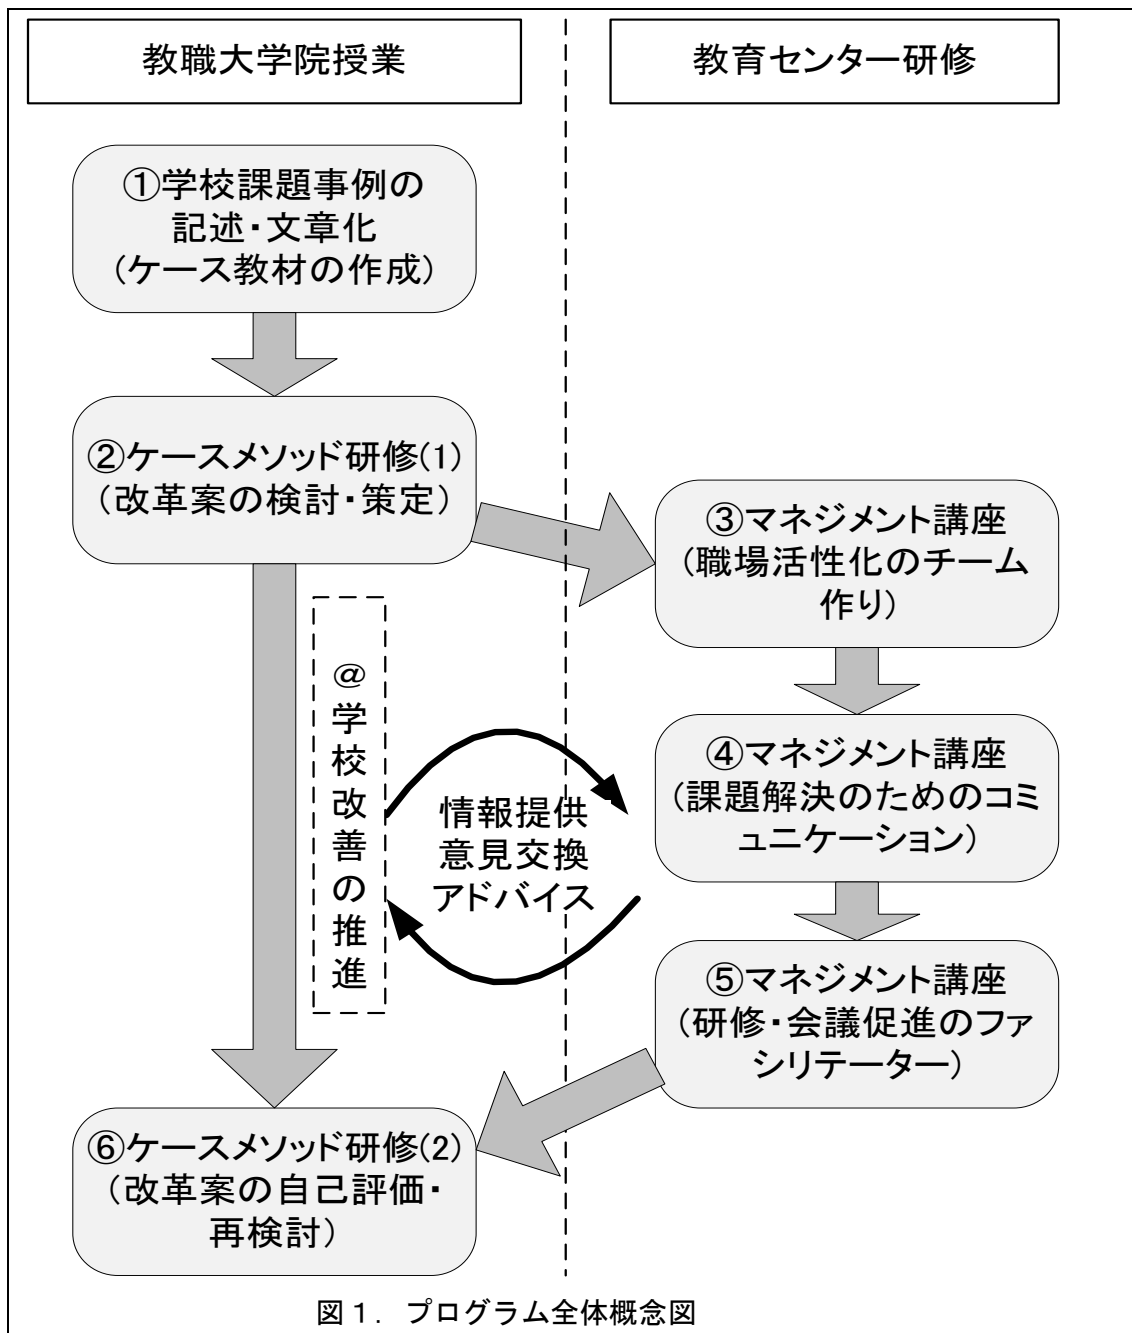 教職大学院授業
教育センター研修
①学校課題事例の
記述・文章化
(ケース教材の作成)
②ケースメソッド研修(1)
(改革案の検討・策定)
③マネジメント講座
(職場活性化のチーム
作り)
@学校改善の推進
情報提供
意見交換
アドバイス
④マネジメント講座
(課題解決のためのコミ
ュニケーション)
⑤マネジメント講座
(研修・会議促進のファ
シリテーター)
⑥ケースメソッド研修(2)
(改革案の自己評価・
再検討)
図1．プログラム全体概念図